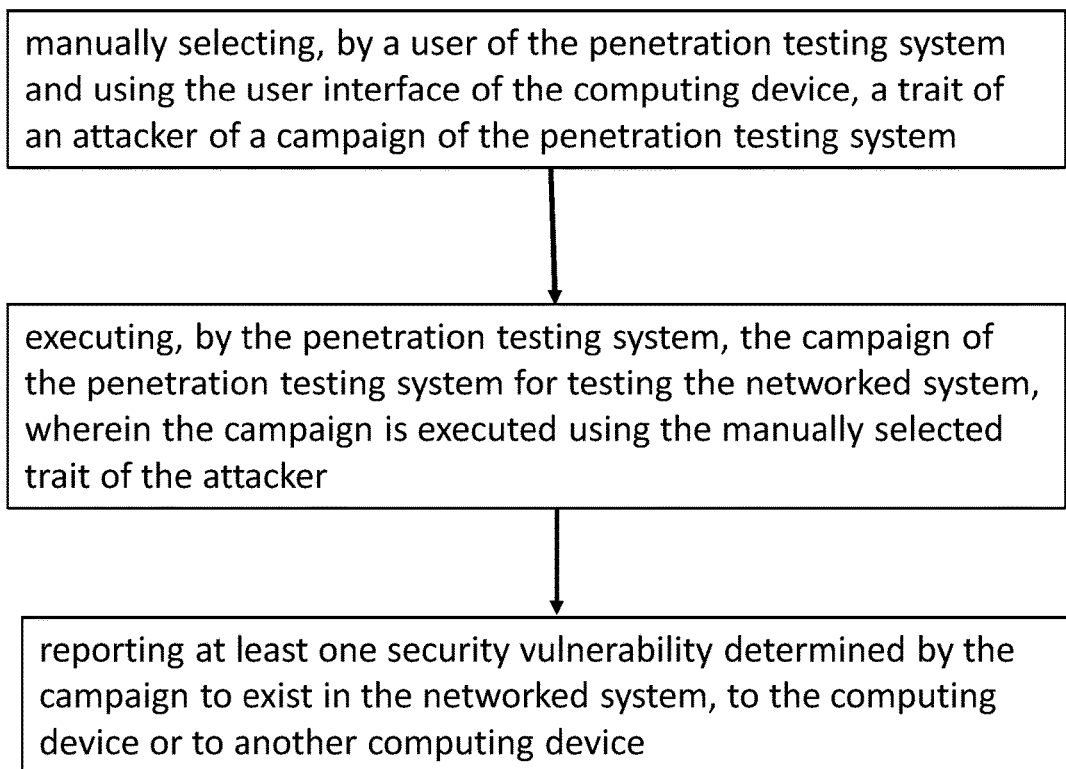 manually selecting, by a user of the penetration testing system
and using the user interface of the computing device, a trait of
an attacker of a campaign of the penetration testing system
executing, by the penetration testing system, the campaign of
the penetration testing system for testing the networked system,
wherein the campaign is executed using the manually selected
trait of the attacker
reporting at least one security vulnerability determined by the
campaign to exist in the networked system, to the computing
device or to another computing device